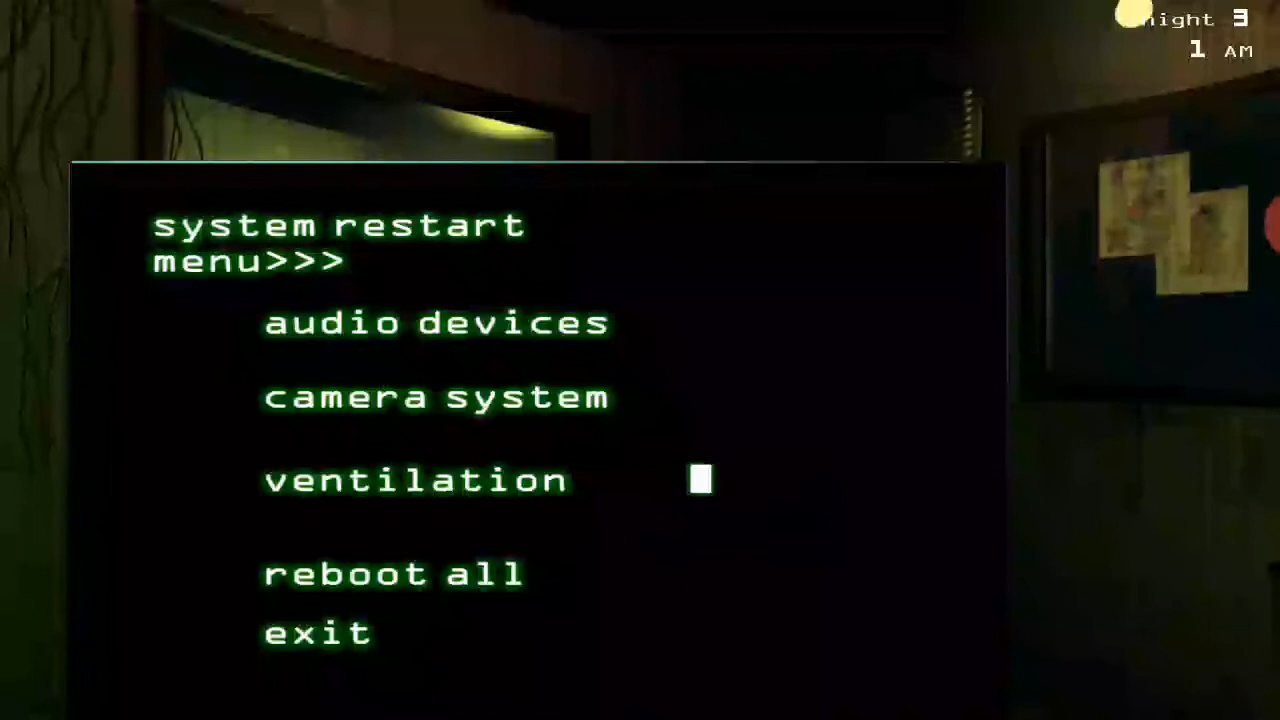 night 3
1 AM
system restart
menu>>>
audio devices
camera system
ventilation
reboot all
exit